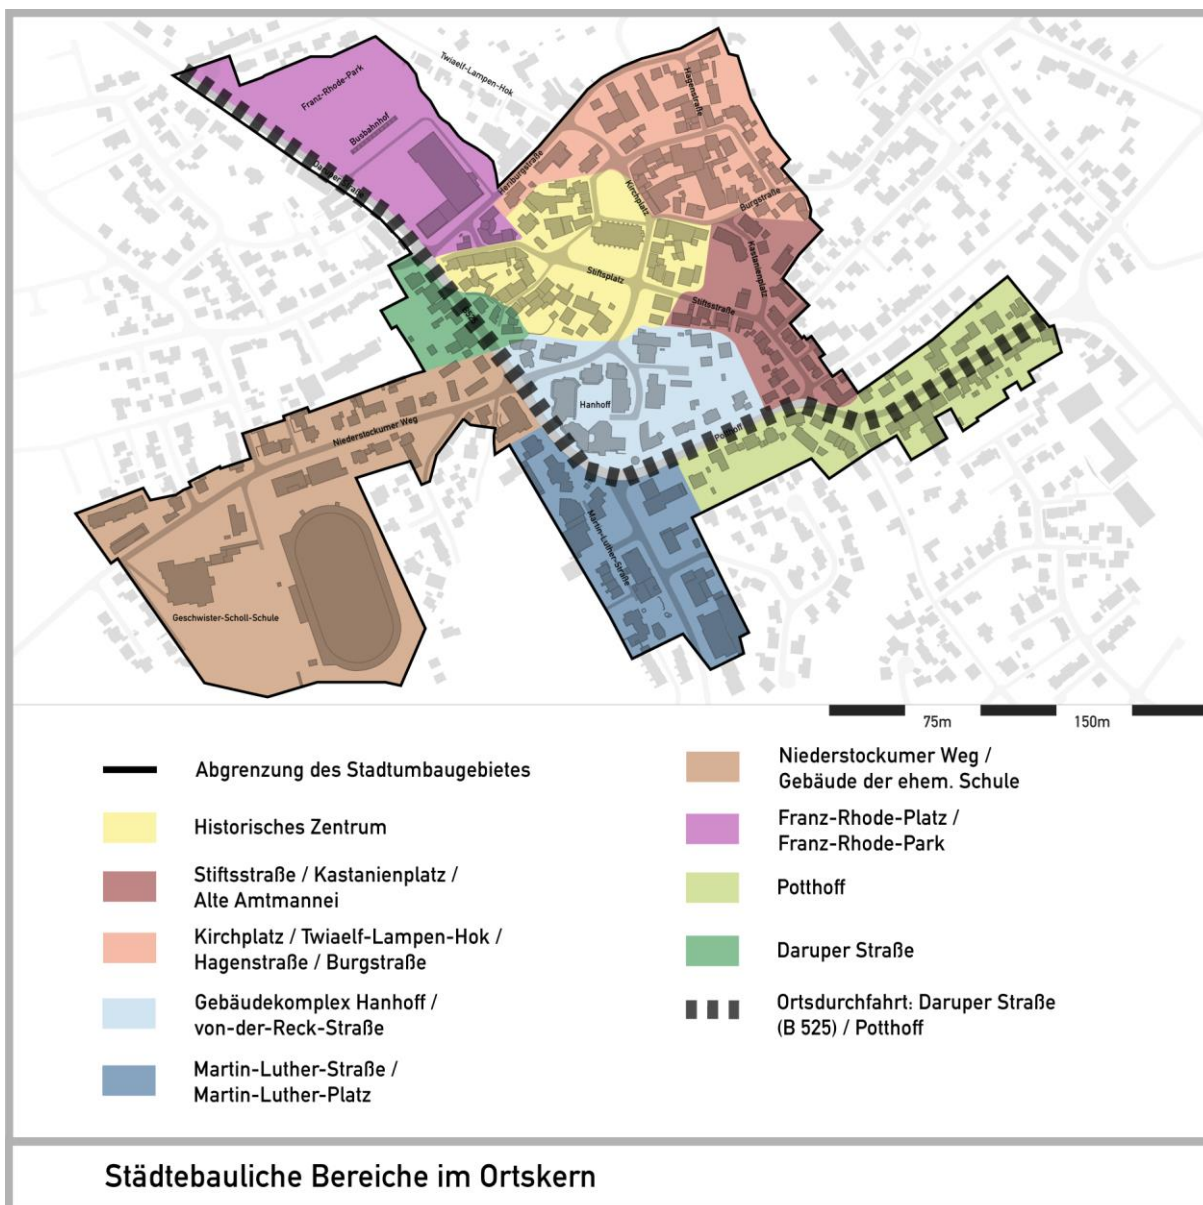 Twiaelf-Lampen-Hok
Franz-Rhode-Park
Busbahnhof
Hagenstraße
Daruper Straße
Kirchplatz
Burgstraße
Kastanienplatz
Stiftsplatz
Stiftsstraße
Hanhoff
Potthoff
Niederstockumer Weg
Martin-Luther-Straße
Geschwister-Scholl-Schule
75m
150m
Abgrenzung des Stadtumbaugebietes
Historisches Zentrum
Stiftsstraße / Kastanienplatz /
Alte Amtmannei
Kirchplatz / Twiaelf-Lampen-Hok /
Hagenstraße / Burgstraße
Gebäudekomplex Hanhoff /
von-der-Reck-Straße
Martin-Luther-Straße /
Martin-Luther-Platz
Niederstockumer Weg /
Gebäude der ehem. Schule
Franz-Rhode-Platz /
Franz-Rhode-Park
Potthoff
Daruper Straße
Ortsdurchfahrt: Daruper Straße
(B 525) / Potthoff
Städtebauliche Bereiche im Ortskern